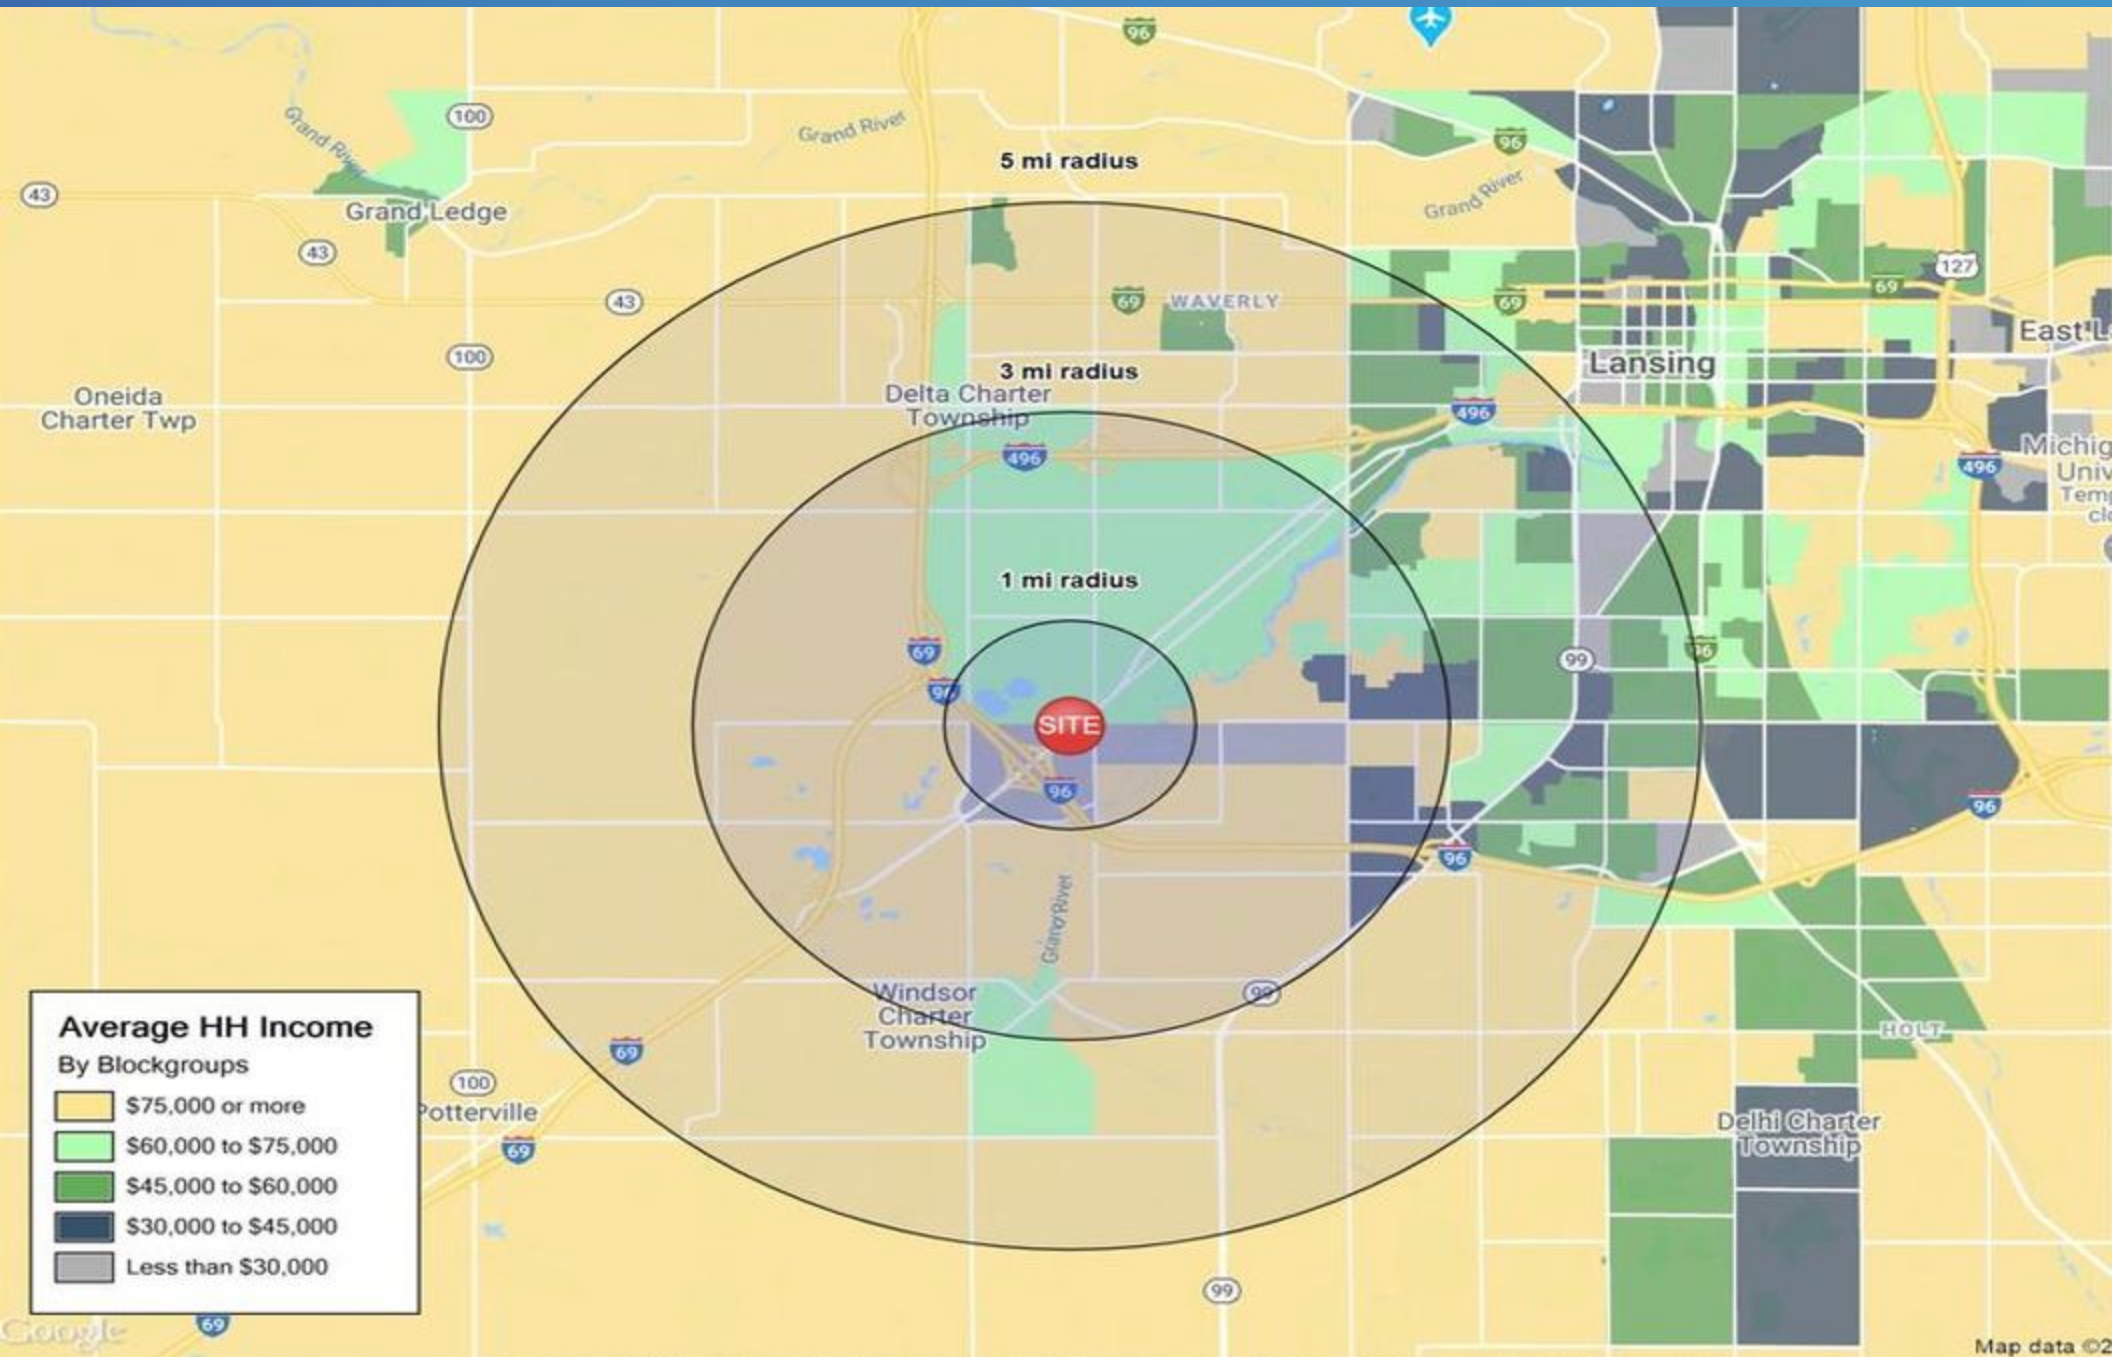 96
100
Grand River
Grand River
5 mi radius
96
43
Grand River
Grand Ledge
43
127
43
69
WAVERLY
69
69
East L
100
3 mi radius
Lansing
Oneida
Charter Twp
Delta Charter
Township
496
496
Michig
Univ
496
Temp
clo
1 mi radius
69
99
96
96
SITE
96
96
96
Grand River
Windsor
Charter
Township
99
HOLT
69
100
Potterville
69
Delhi Charter
Township
Average HH Income
By Blockgroups
$75,000 or more
$60,000 to $75,000
$45,000 to $60,000
$30,000 to $45,000
Less than $30,000
99
Google
69
Map data ©2